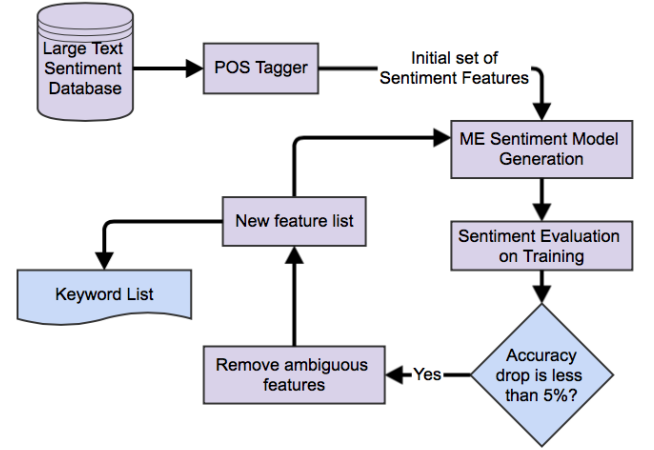 Large Text
Sentiment
Database
POS Tagger
Initial set of
Sentiment Features
ME Sentiment Model
Generation
New feature list
Sentiment Evaluation
on Training
Keyword List
Remove ambiguous
features
Yes
Accuracy
drop is less
than 5%?